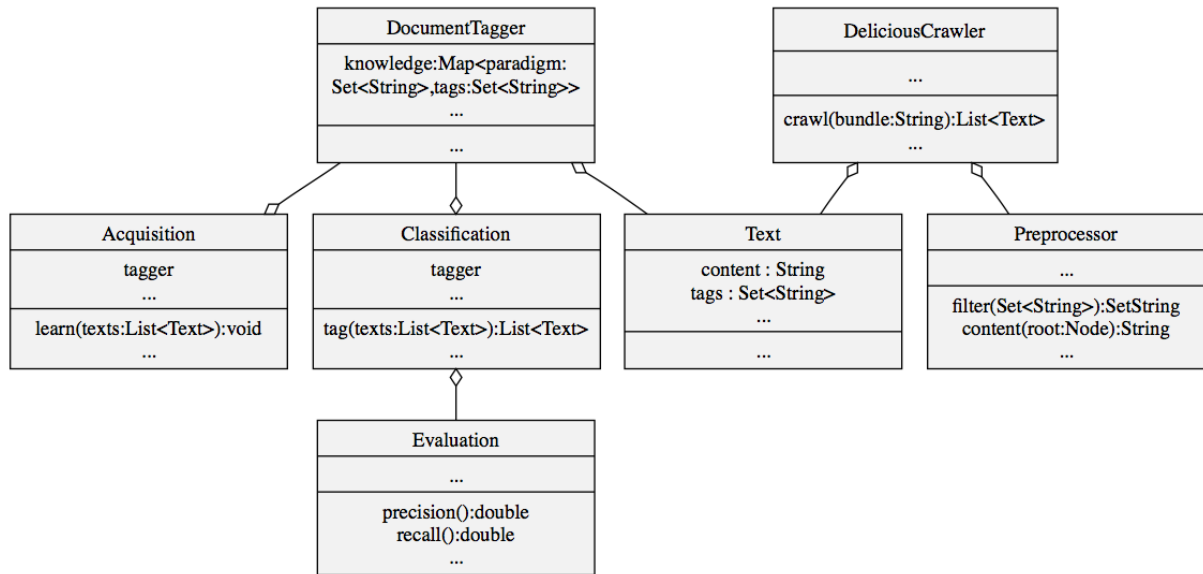 DocumentTagger
knowledge:Map<paradigm:
Set<String>,tags:Set<String>>
...
...
DeliciousCrawler
...
crawl(bundle:String):List<Text>
...
Acquisition
tagger
...
learn(texts:List<Text>):void
...
Classification
tagger
...
tag(texts:List<Text>):List<Text>
...
Text
content : String
tags : Set<String>
...
...
Preprocessor
...
filter(Set<String>):SetString
content(root:Node):String
...
Evaluation
...
precision():double
recall():double
...